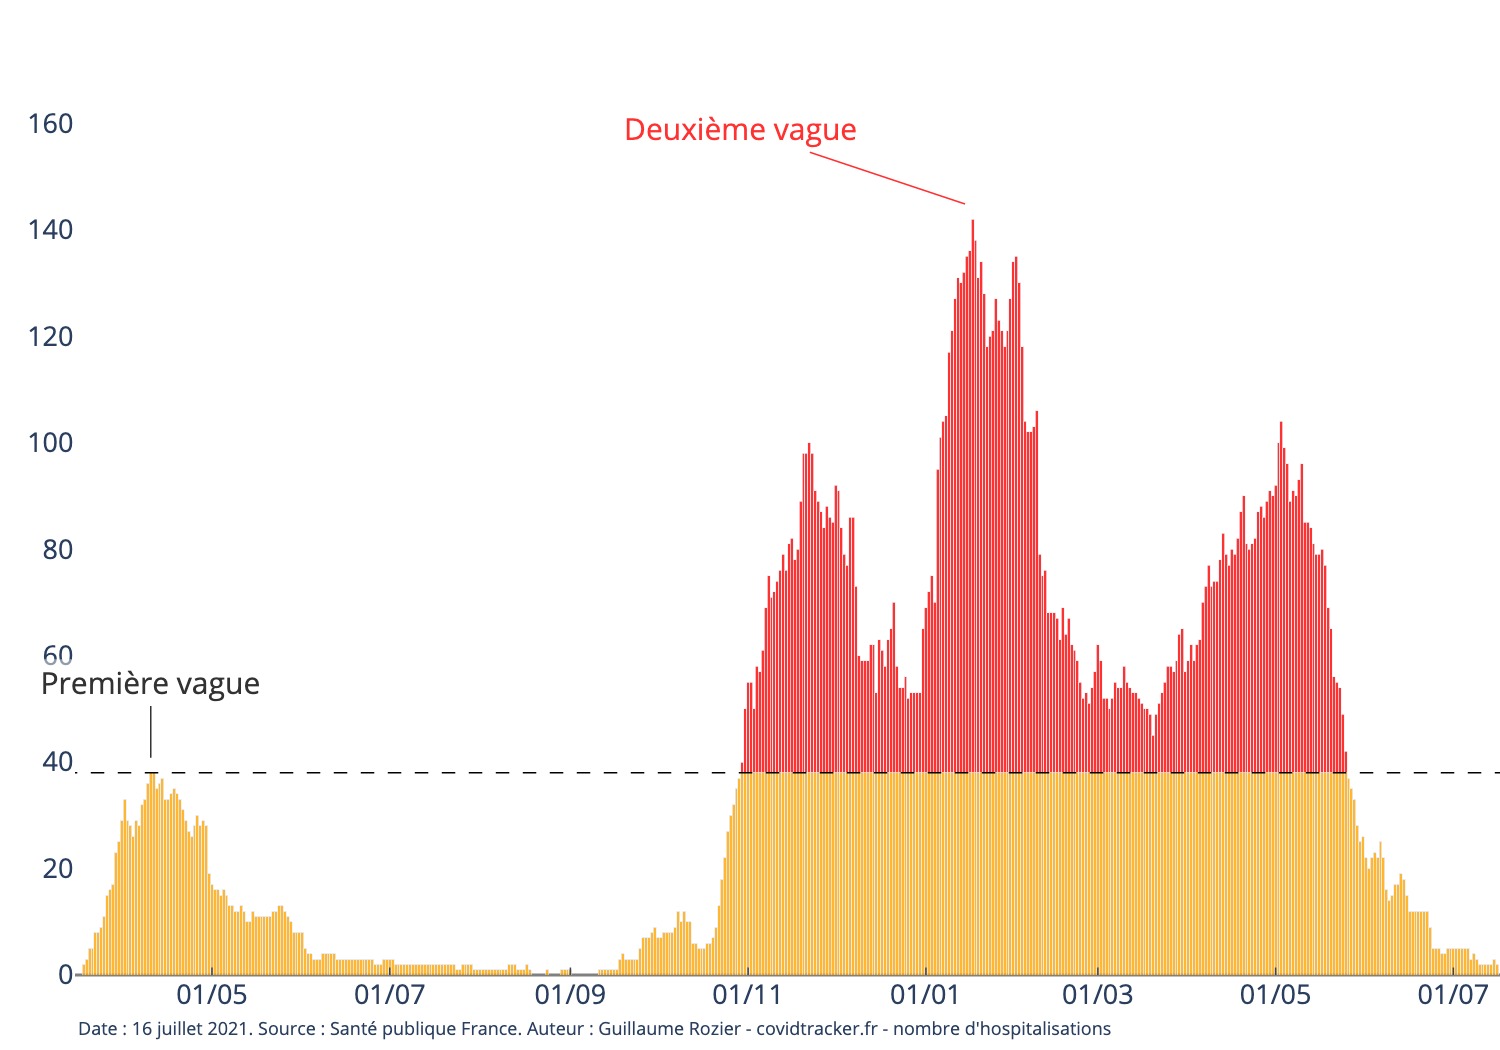 160
Deuxième vague
140
120
100
80
60
Première vague
40
20
0
01/05 01/07 01/09 01/11 01/01 01/03 01/05 01/07
Date : 16 juillet 2021. Source : Santé publique France. Auteur : Guillaume Rozier - covidtracker.fr - nombre d'hospitalisations